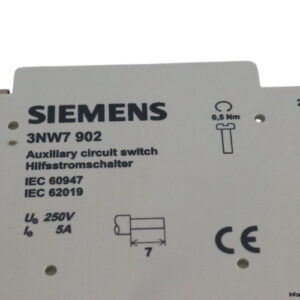 SIEMENS
3NW7 902
Auxiliary circuit switch
Hilfsstromschalter
IEC 60947
IEC 62019
Ue 250V
Ie 5A
0,5 Nm
7
CE
2